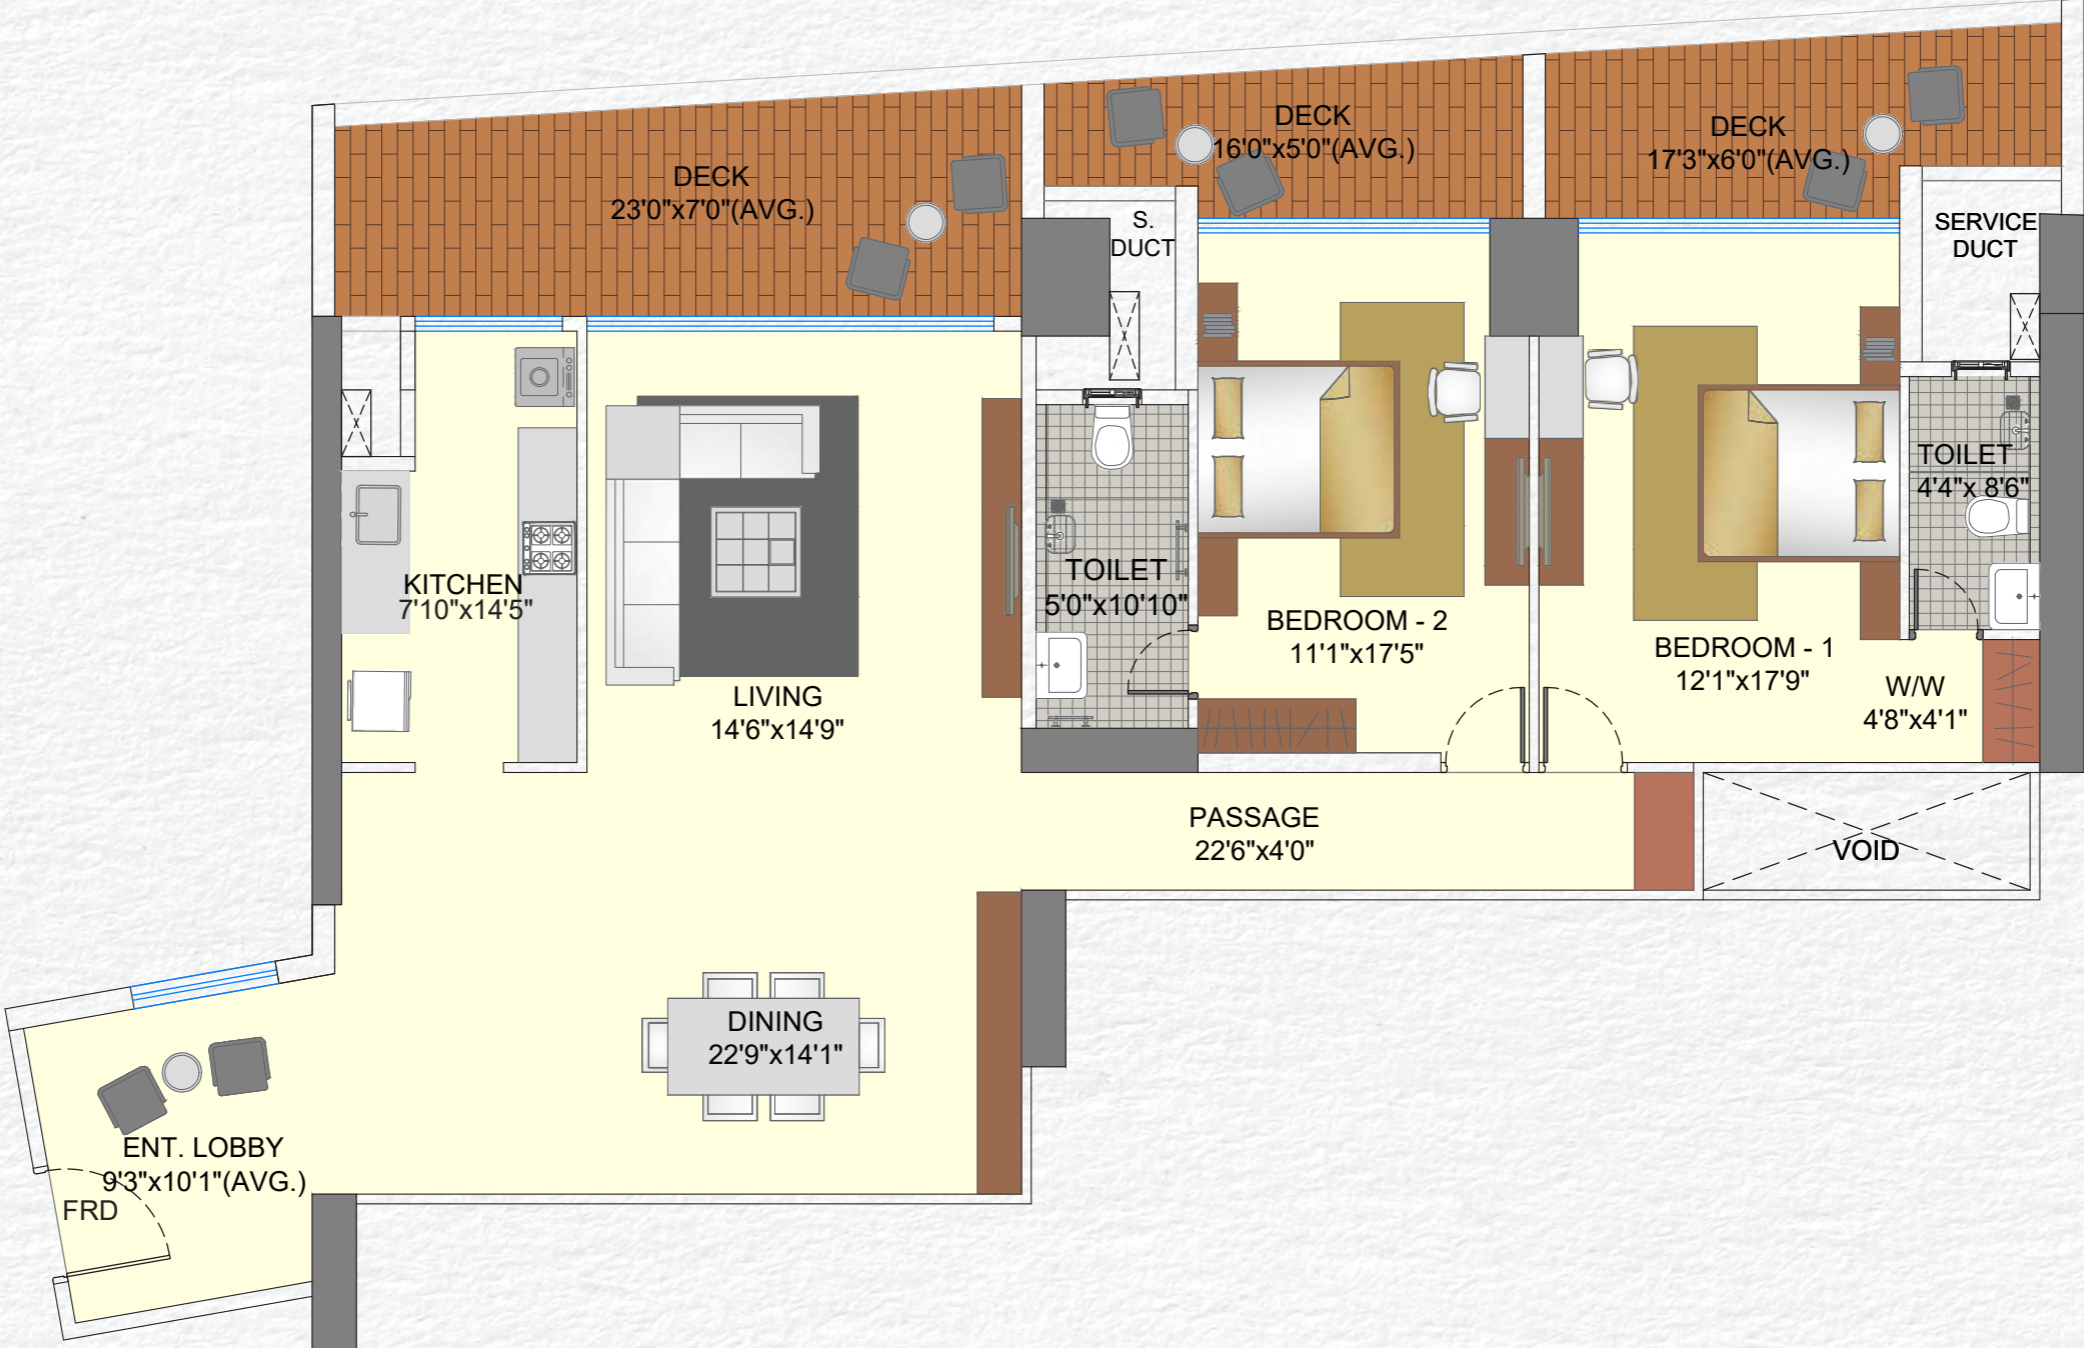 DECK
16'0"x5'0"(AVG.)
DECK
17'3"x6'0"(AVG.)
DECK
23'0"x7'0"(AVG.)
S.
DUCT
SERVICE
DUCT
TOILET
4'4"x 8'6"
KITCHEN
7'10"x14'5"
TOILET
5'0"x10'10"
BEDROOM - 2
11'1"x17'5"
BEDROOM - 1
12'1"x17'9"
LIVING
14'6"x14'9"
W/W
4'8"x4'1"
PASSAGE
22'6"x4'0"
VOID
DINING
22'9"x14'1"
ENT. LOBBY
9'3"x10'1"(AVG.)
FRD